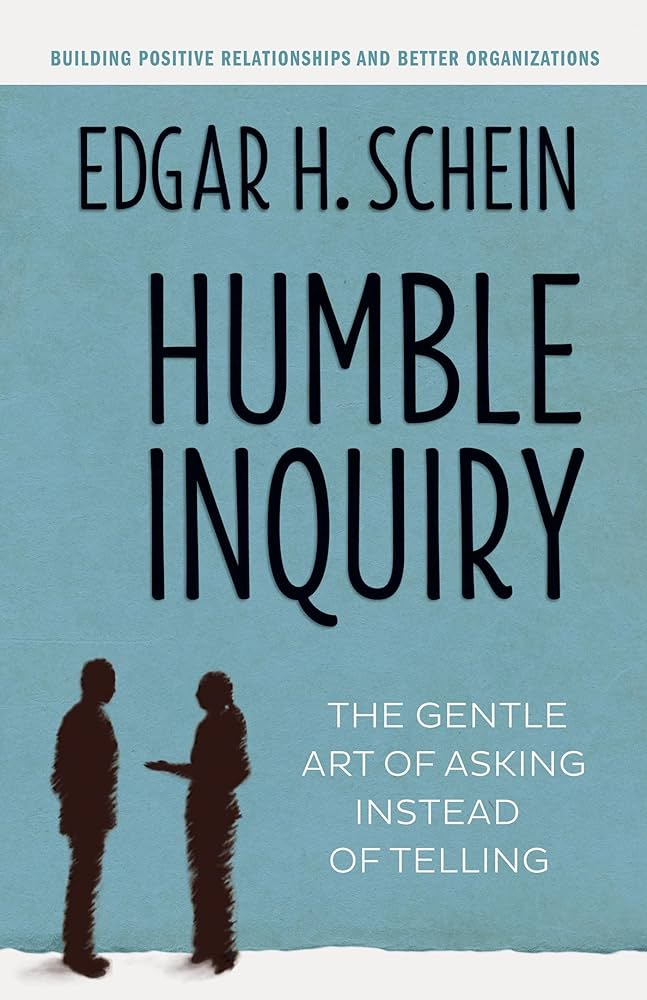 BUILDING POSITIVE RELATIONSHIPS AND BETTER ORGANIZATIONS
EDGAR H. SCHEIN
HUMBLE
INQUIRY
THE GENTLE
ART OF ASKING
INSTEAD
OF TELLING